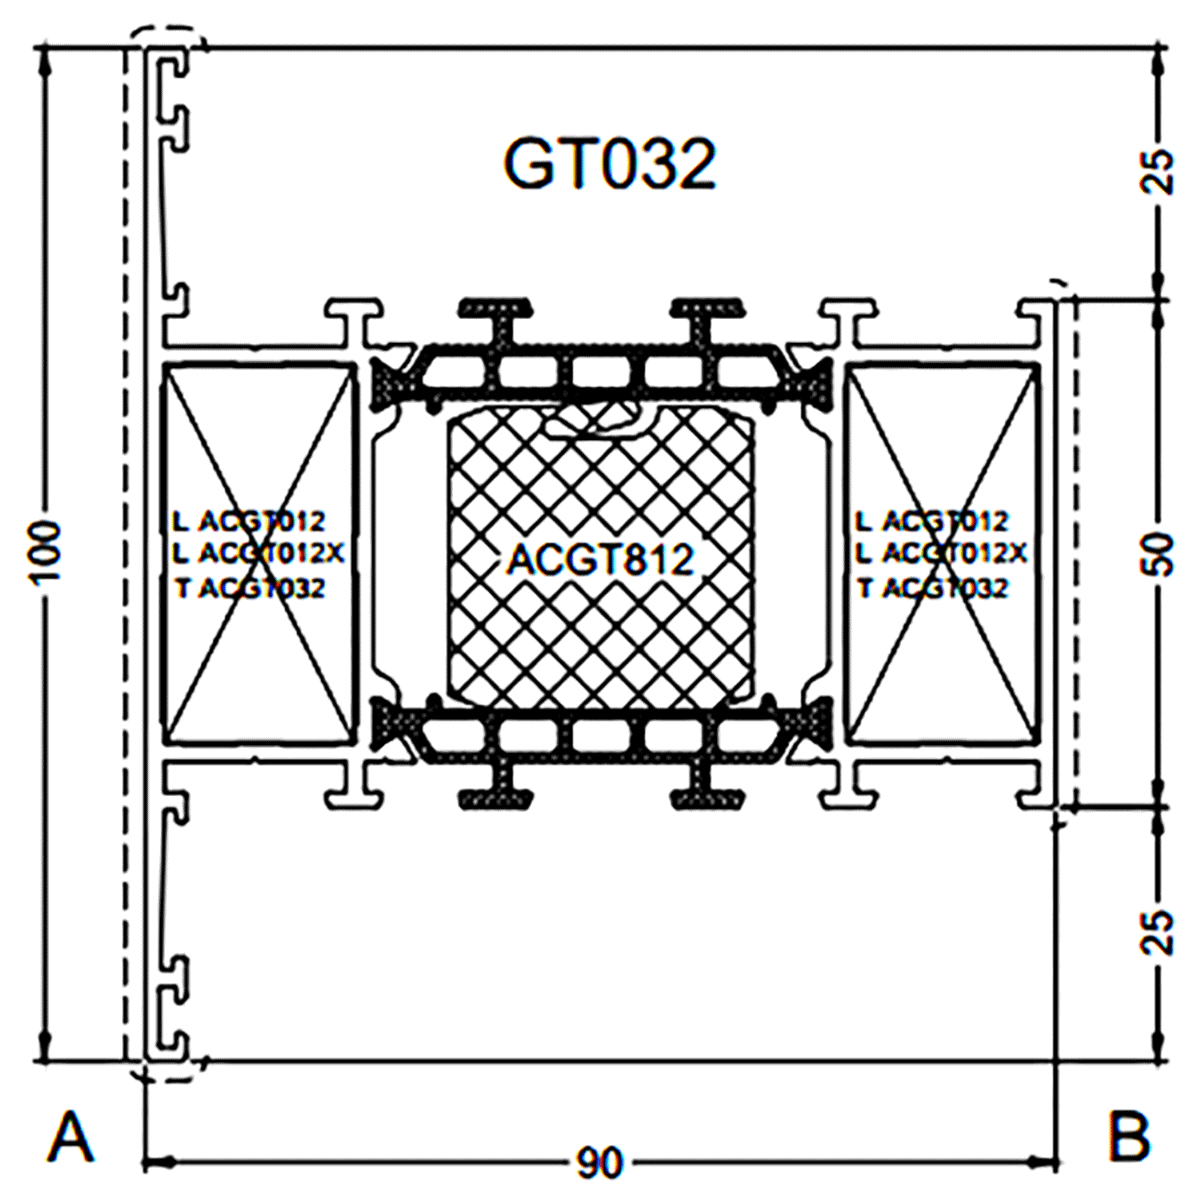 GT032
25
100
L ACGT012
L ACGT012X
T ACGT032
ACGT812
L ACGT012
L ACGT012X
T ACGT032
50
25
A
90
B